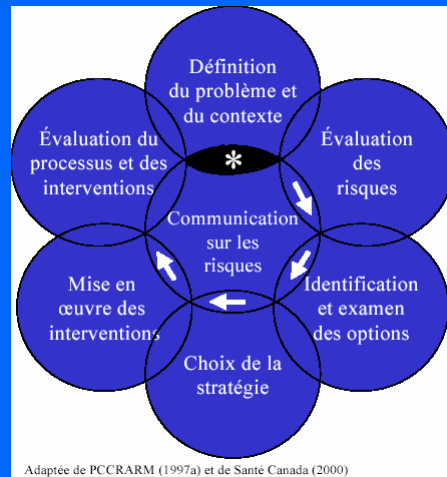 Définition
du problème et
du contexte
Évaluation du
processus et des
interventions
*
Évaluation
des
risques
Communication
sur les
risques
Mise en
œuvre des
interventions
Identification
et examen
des options
Choix de la
stratégie
Adaptée de PCCRARM (1997a) et de Santé Canada (2000)